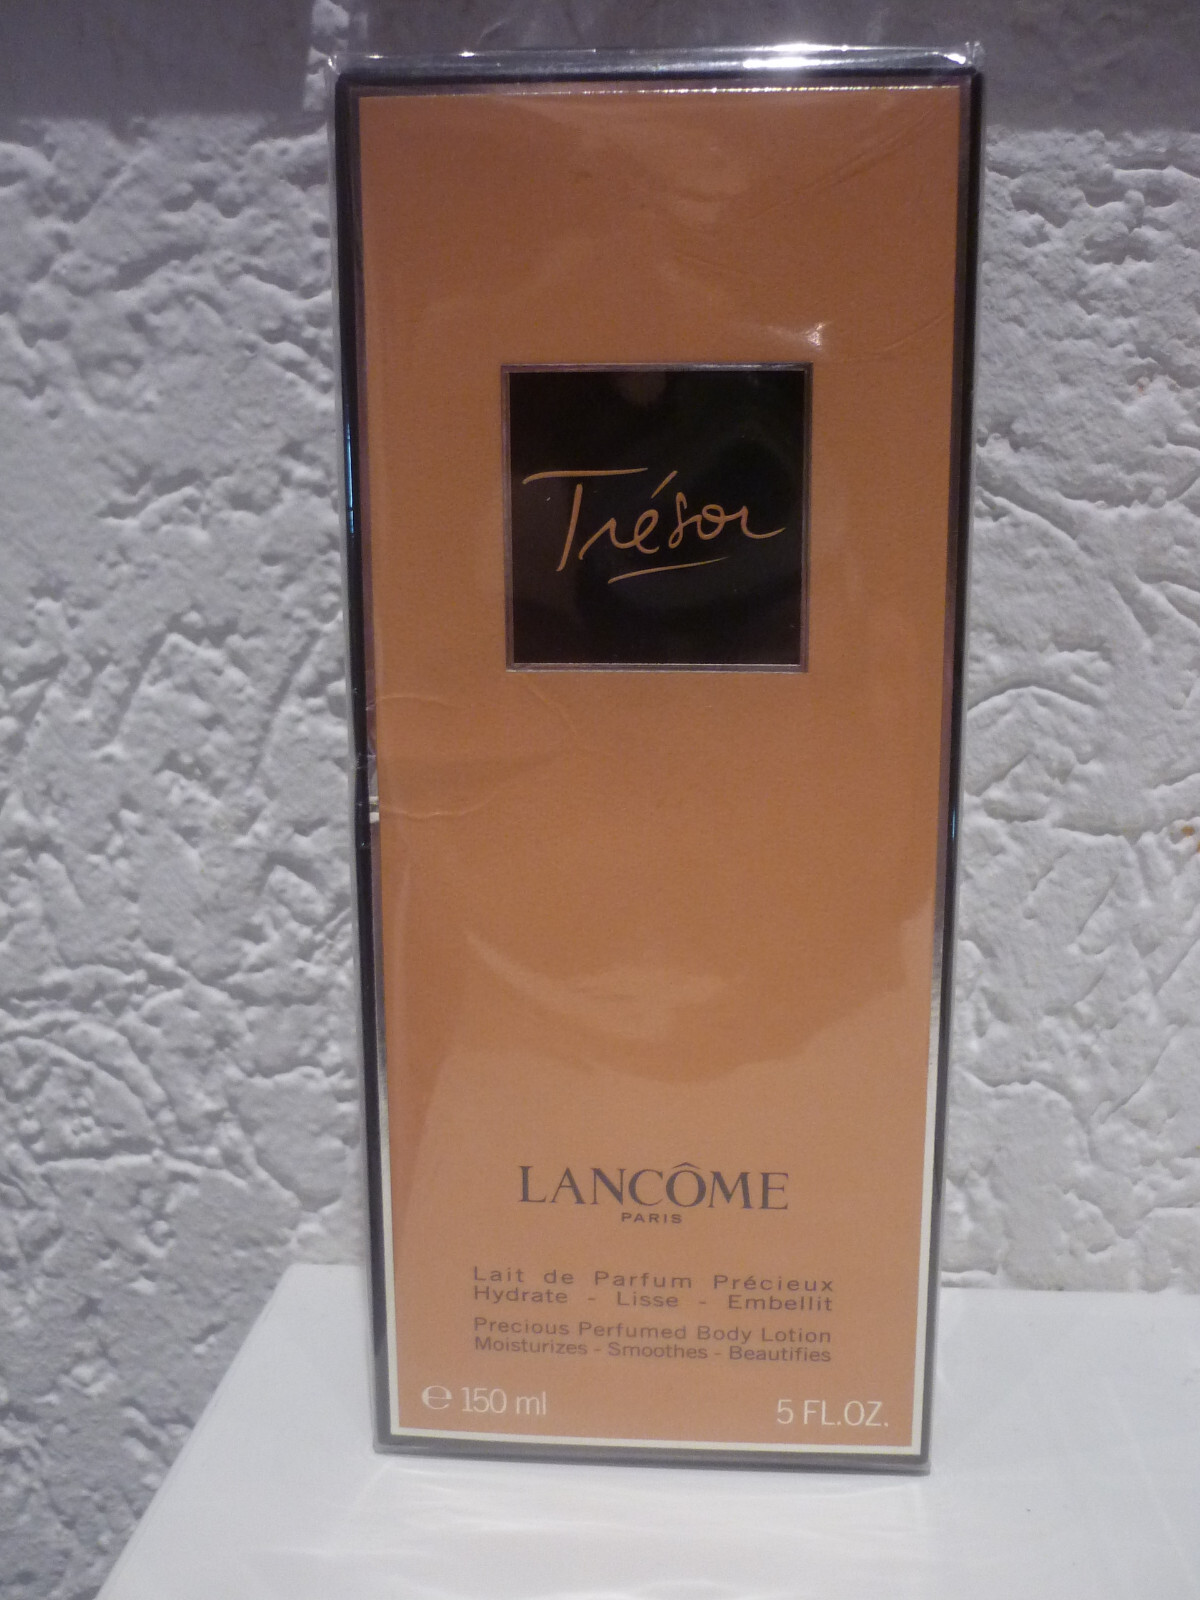 Trésor
LANCÔME
PARIS
Lait de Parfum Précieux
Hydrate - Lisse - Embellit
Precious Perfumed Body Lotion
Moisturizes - Smoothes - Beautifies
℮ 150 ml
5 FL.OZ.